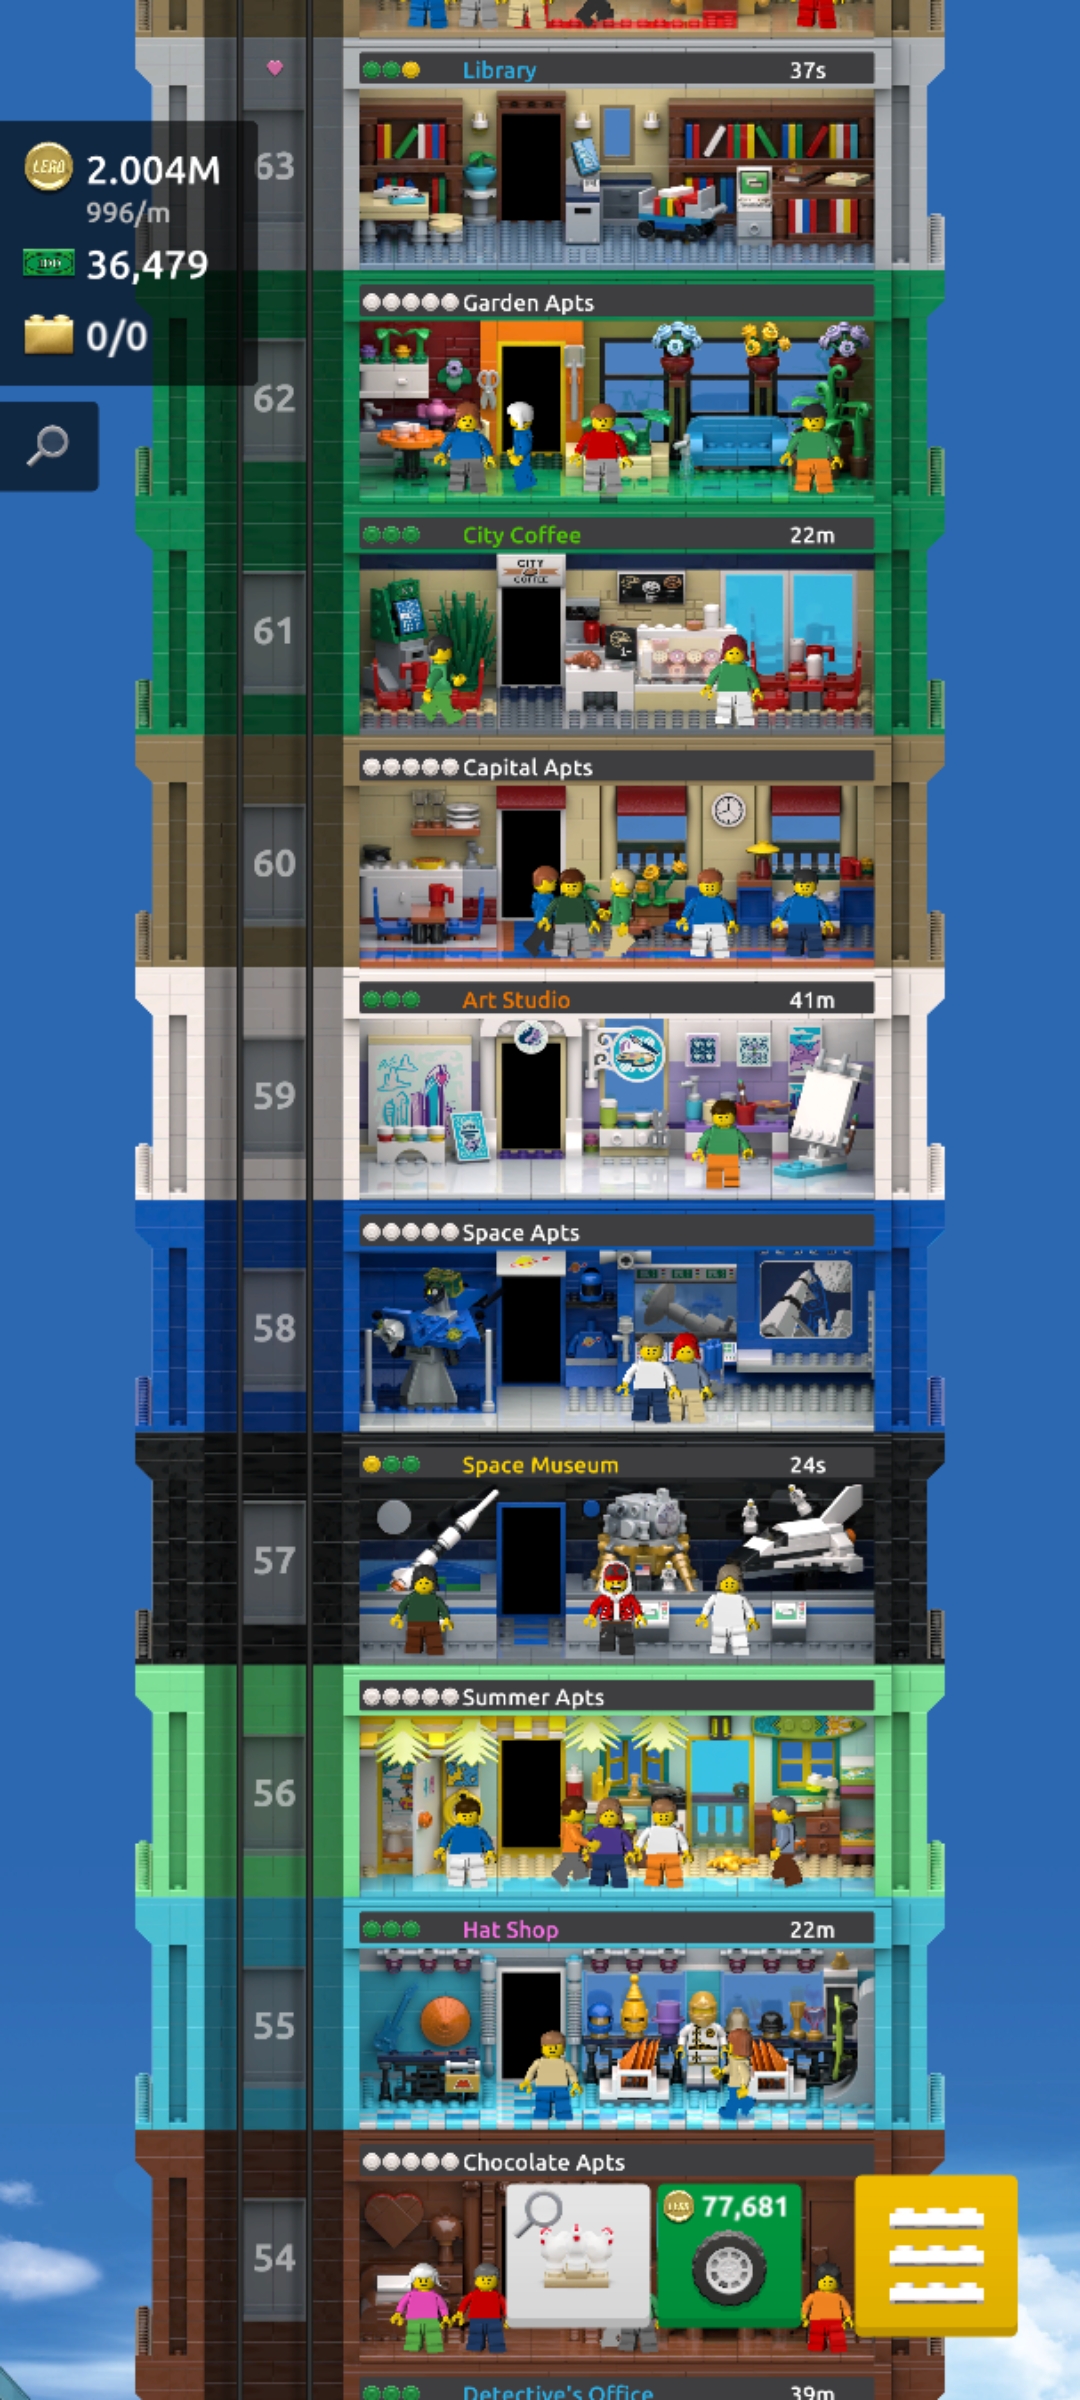 Library 37s
63
2.004M
996/m
36,479
0/0
Garden Apts
62
City Coffee 22m
CITY
COFFEE
61
Capital Apts
60
Art Studio 41m
59
Space Apts
58
Space Museum 24s
57
Summer Apts
56
Hat Shop 22m
55
Chocolate Apts
77,681
54
Detective's Office 39m